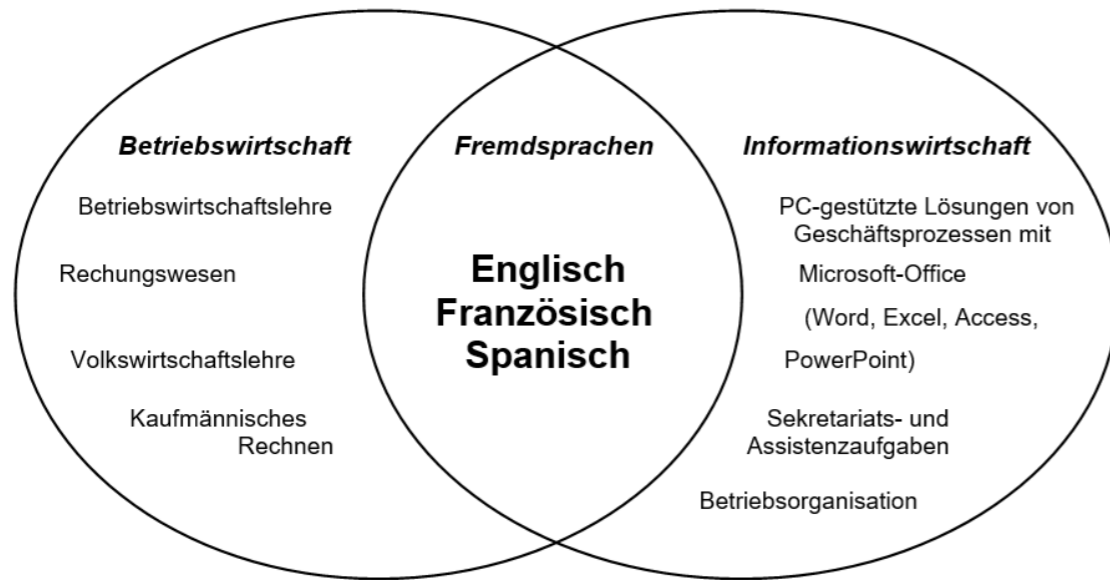 Betriebswirtschaft
Betriebswirtschaftslehre
Rechungswesen
Volkswirtschaftslehre
Kaufmännisches
Rechnen
Fremdsprachen
Englisch
Französisch
Spanisch
Informationswirtschaft
PC-gestützte Lösungen von
Geschäftsprozessen mit
Microsoft-Office
(Word, Excel, Access,
PowerPoint)
Sekretariats- und
Assistenzaufgaben
Betriebsorganisation